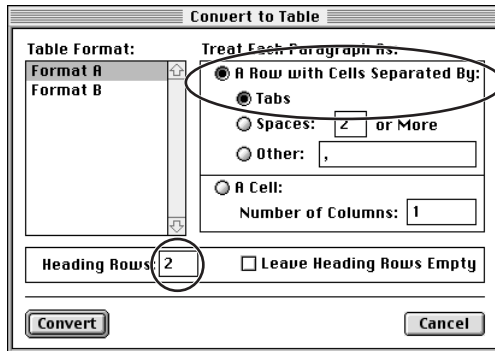 Convert to Table
Table Format:
Format A
Format B
Treat Each Paragraph As:
A Row with Cells Separated By:
Tabs
Spaces: 2 or More
Other: ,
A Cell:
Number of Columns: 1
Heading Rows: 2
Leave Heading Rows Empty
Convert
Cancel